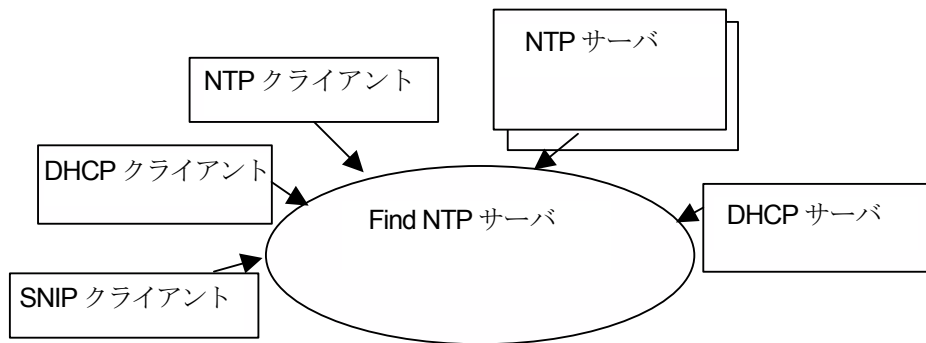 NTP サーバ
NTP クライアント
DHCP クライアント
Find NTP サーバ
DHCP サーバ
SNIP クライアント